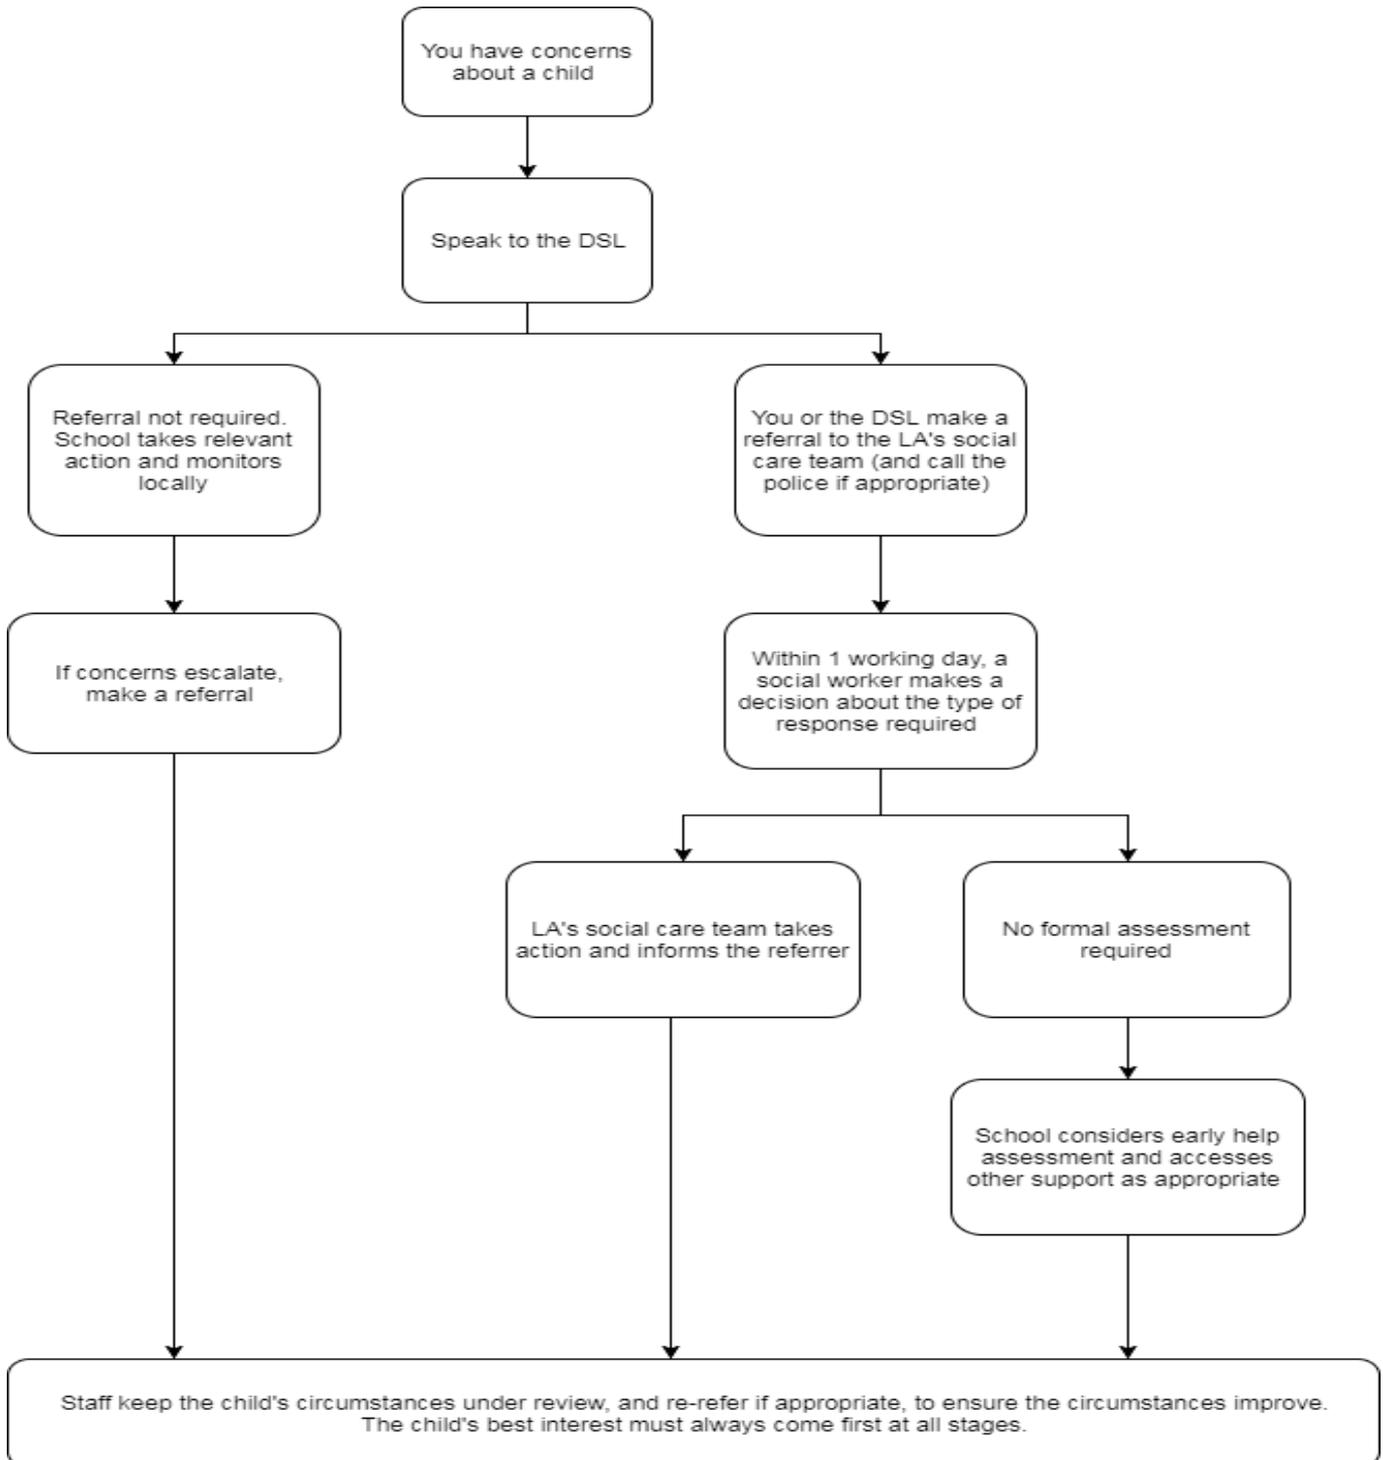 You have concerns
about a child
Speak to the DSL
Referral not required.
School takes relevant
action and monitors
locally
You or the DSL make a
referral to the LA's social
care team (and call the
police if appropriate)
If concerns escalate,
make a referral
Within 1 working day, a
social worker makes a
decision about the type of
response required
LA's social care team takes
action and informs the referrer
No formal assessment
required
School considers early help
assessment and accesses
other support as appropriate
Staff keep the child's circumstances under review, and re-refer if appropriate, to ensure the circumstances improve.
The child's best interest must always come first at all stages.